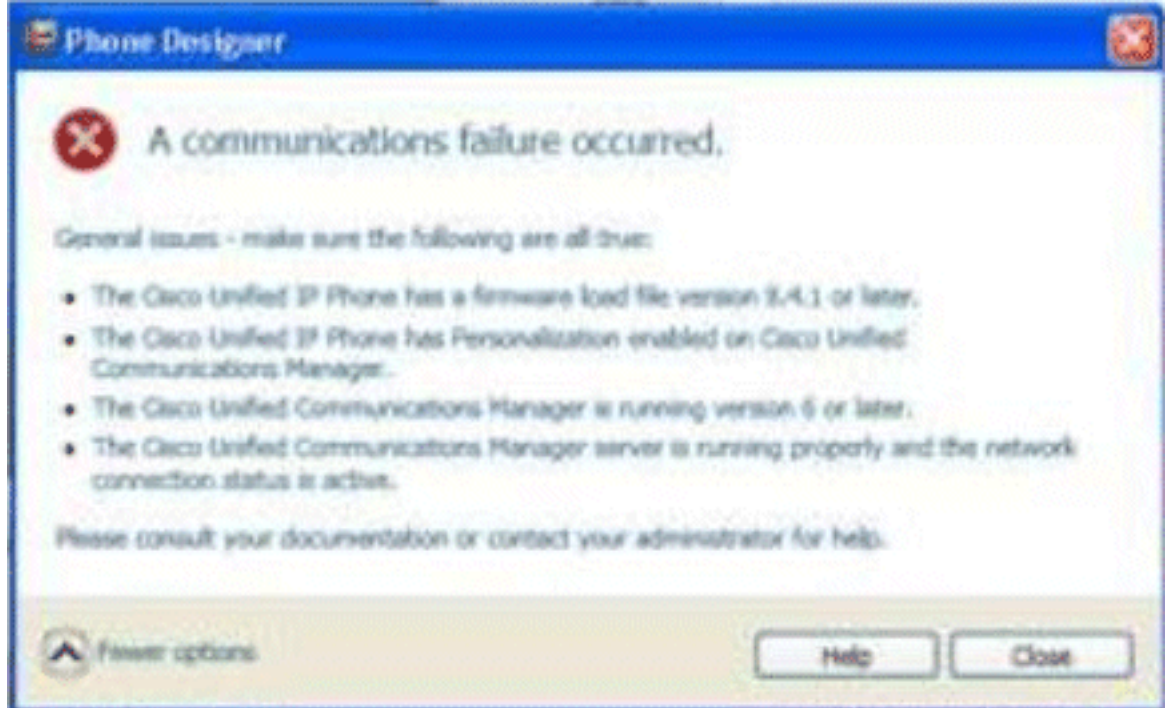 Phone Designer
A communications failure occurred.
General issues - make sure the following are all true:
• The Cisco Unified IP Phone has a firmware load file version 8.4.1 or later.
• The Cisco Unified IP Phone has Personalization enabled on Cisco Unified
Communications Manager.
• The Cisco Unified Communications Manager is running version 6 or later.
• The Cisco Unified Communications Manager server is running properly and the network
connection status is active.
Please consult your documentation or contact your administrator for help.
Fewer options
Help
Close